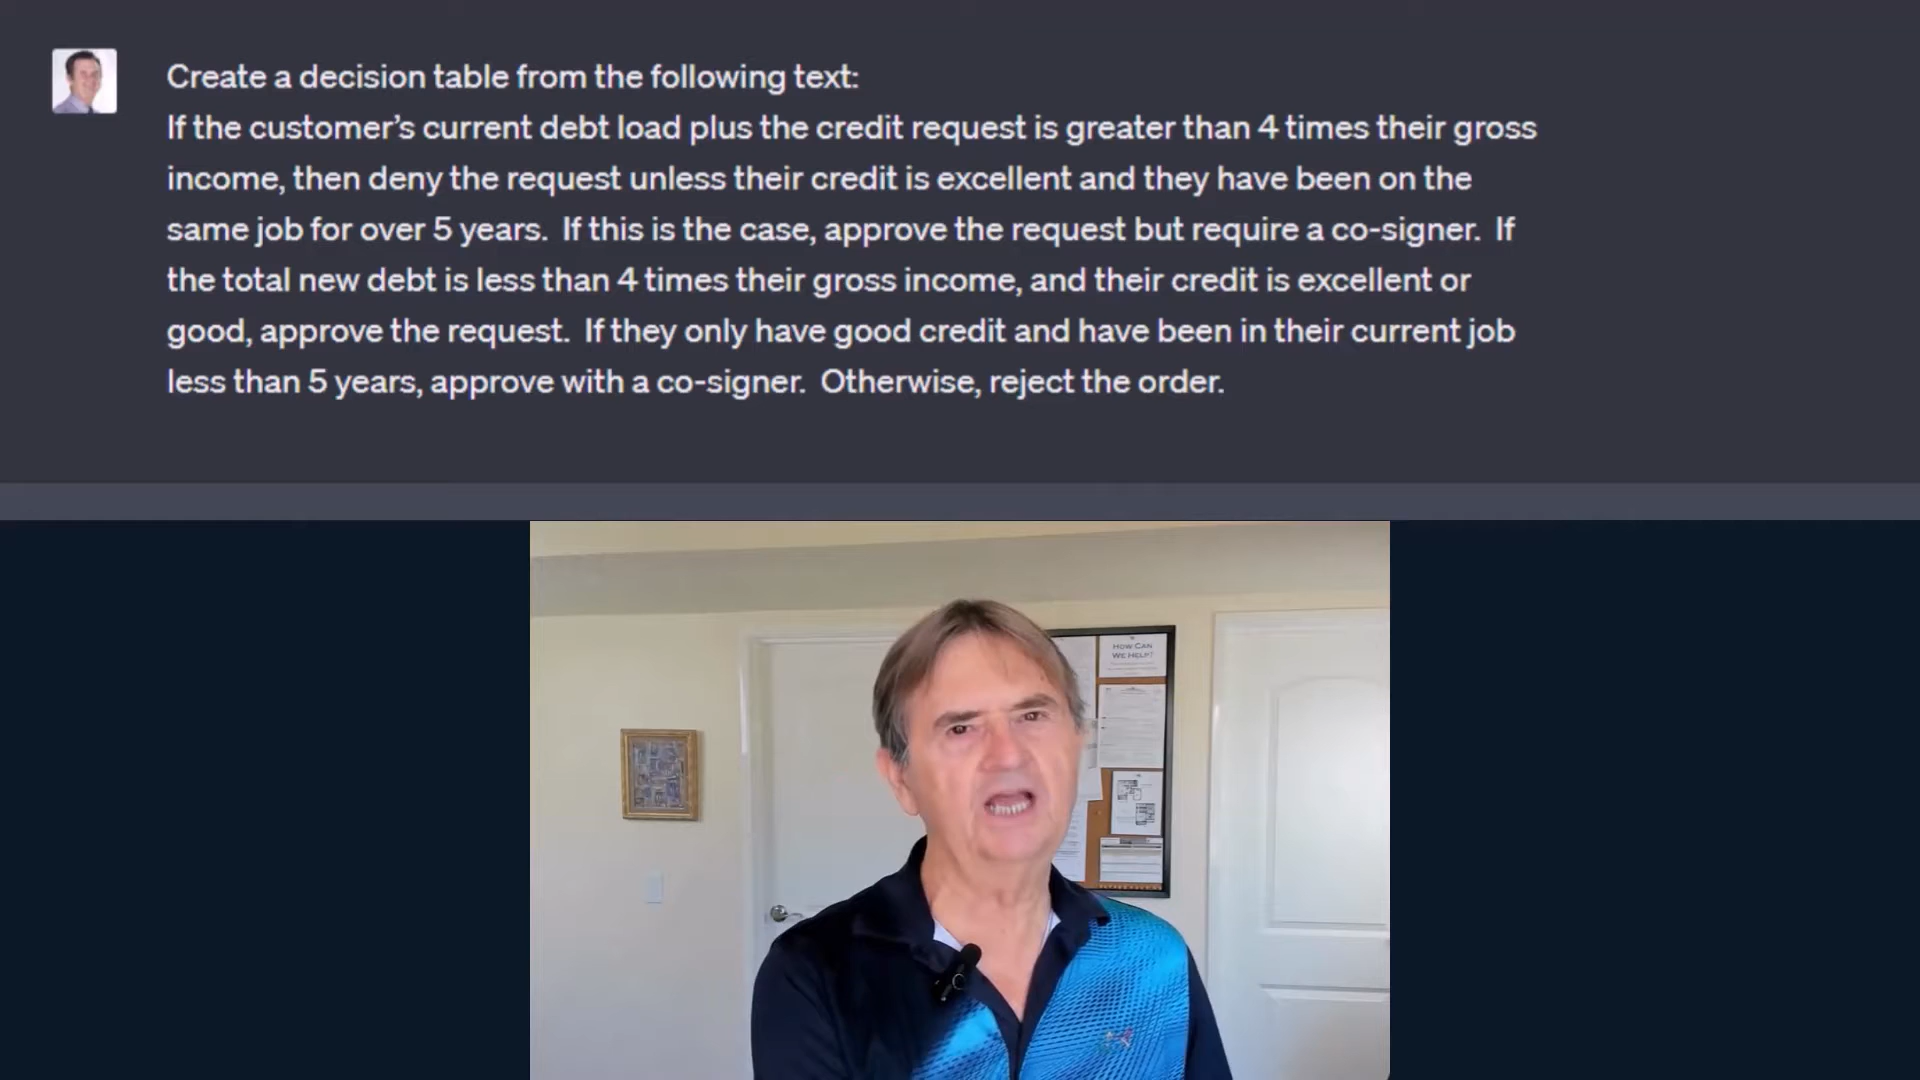 Create a decision table from the following text:
If the customer’s current debt load plus the credit request is greater than 4 times their gross
income, then deny the request unless their credit is excellent and they have been on the
same job for over 5 years.  If this is the case, approve the request but require a co-signer.  If
the total new debt is less than 4 times their gross income, and their credit is excellent or
good, approve the request.  If they only have good credit and have been in their current job
less than 5 years, approve with a co-signer.  Otherwise, reject the order.
HOW CAN
WE HELP?